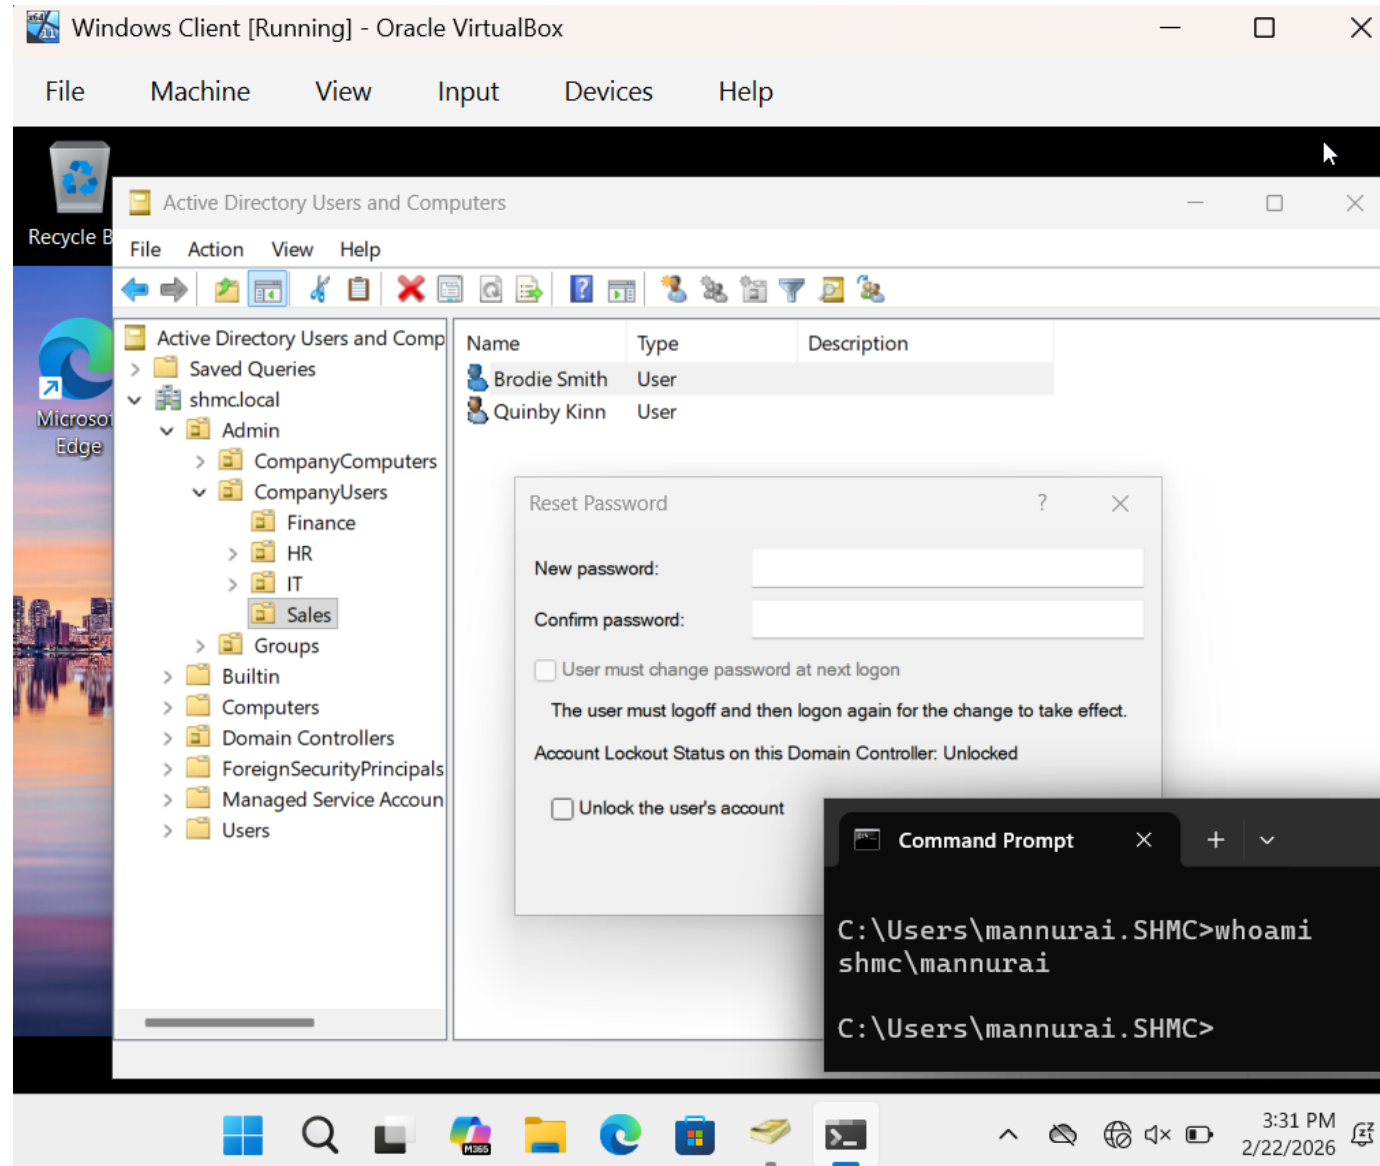 Windows Client [Running] - Oracle VirtualBox
File Machine View Input Devices Help
Recycle B
Microsof
Edge
Active Directory Users and Computers
File Action View Help
Active Directory Users and Comp
Saved Queries
shmc.local
Admin
CompanyComputers
CompanyUsers
Finance
HR
IT
Sales
Groups
Builtin
Computers
Domain Controllers
ForeignSecurityPrincipals
Managed Service Accoun
Users
Name Type Description
Brodie Smith User
Quinby Kinn User
Reset Password
New password:
Confirm password:
User must change password at next logon
The user must logoff and then logon again for the change to take effect.
Account Lockout Status on this Domain Controller: Unlocked
Unlock the user's account
Command Prompt
C:\Users\mannurai.SHMC>whoami
shmc\mannurai
C:\Users\mannurai.SHMC>
M365
3:31 PM
2/22/2026